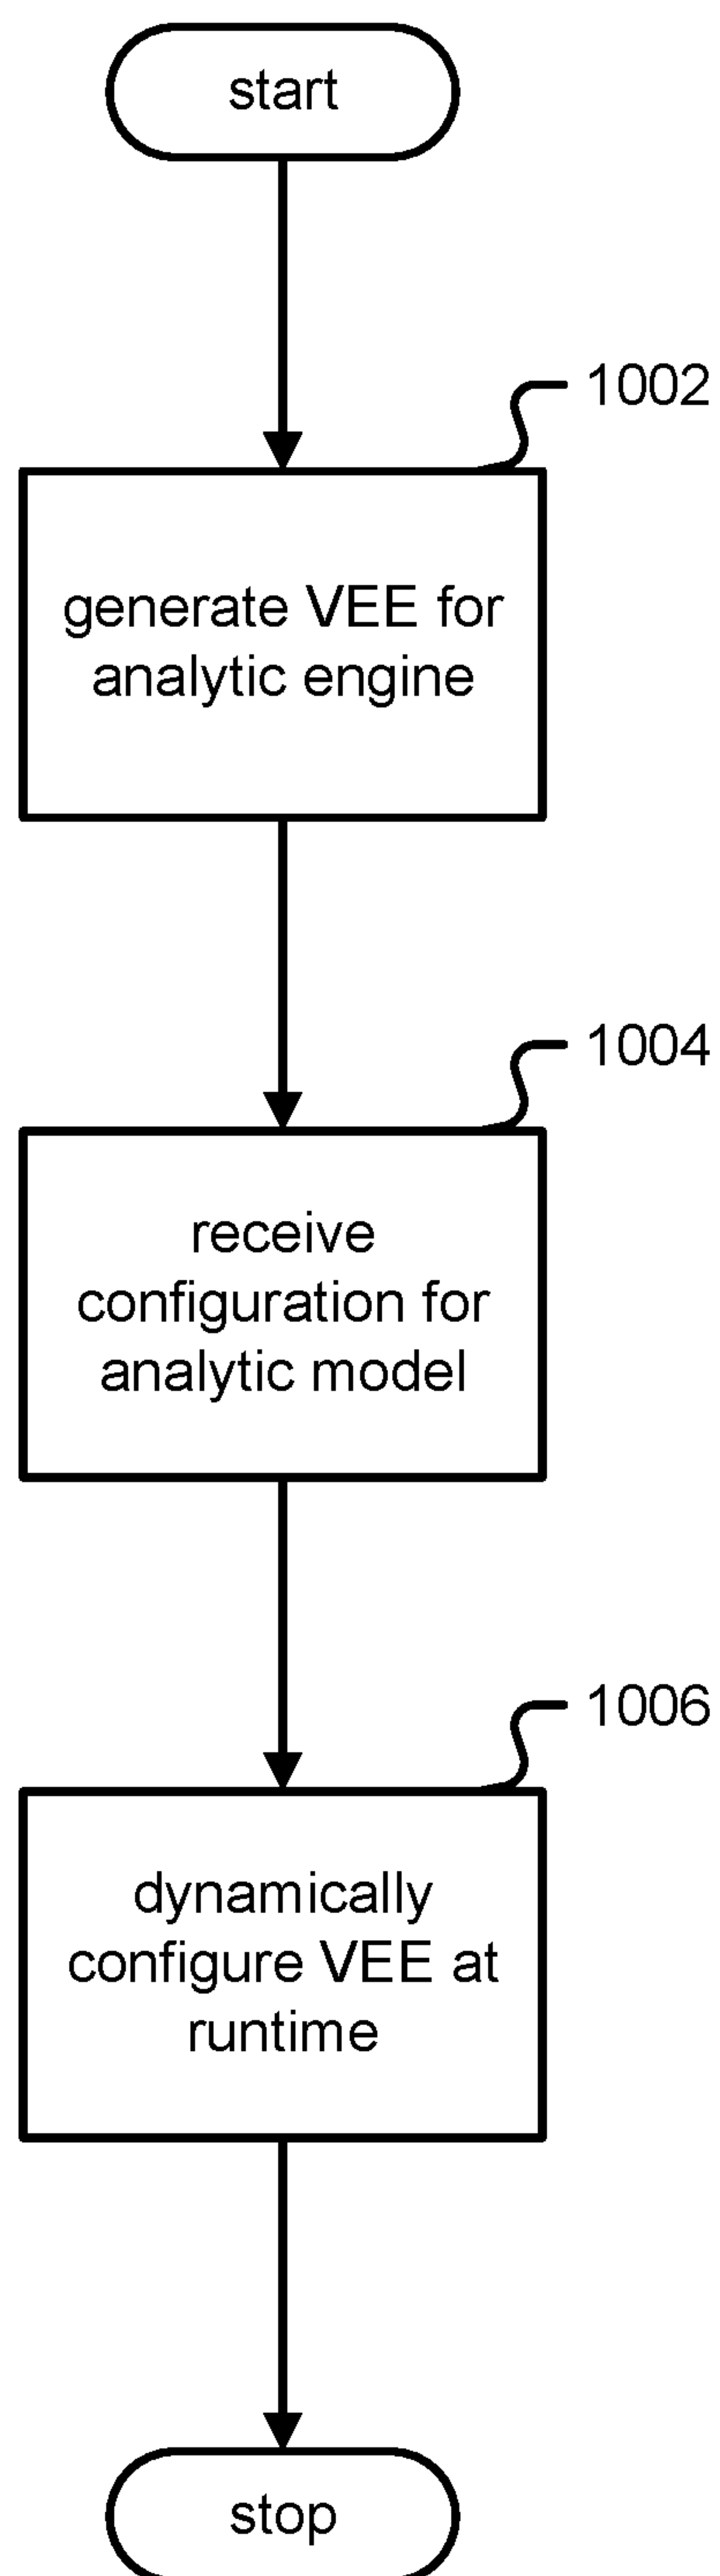 start
1002
generate VEE for
analytic engine
1004
receive
configuration for
analytic model
1006
dynamically
configure VEE at
runtime
stop